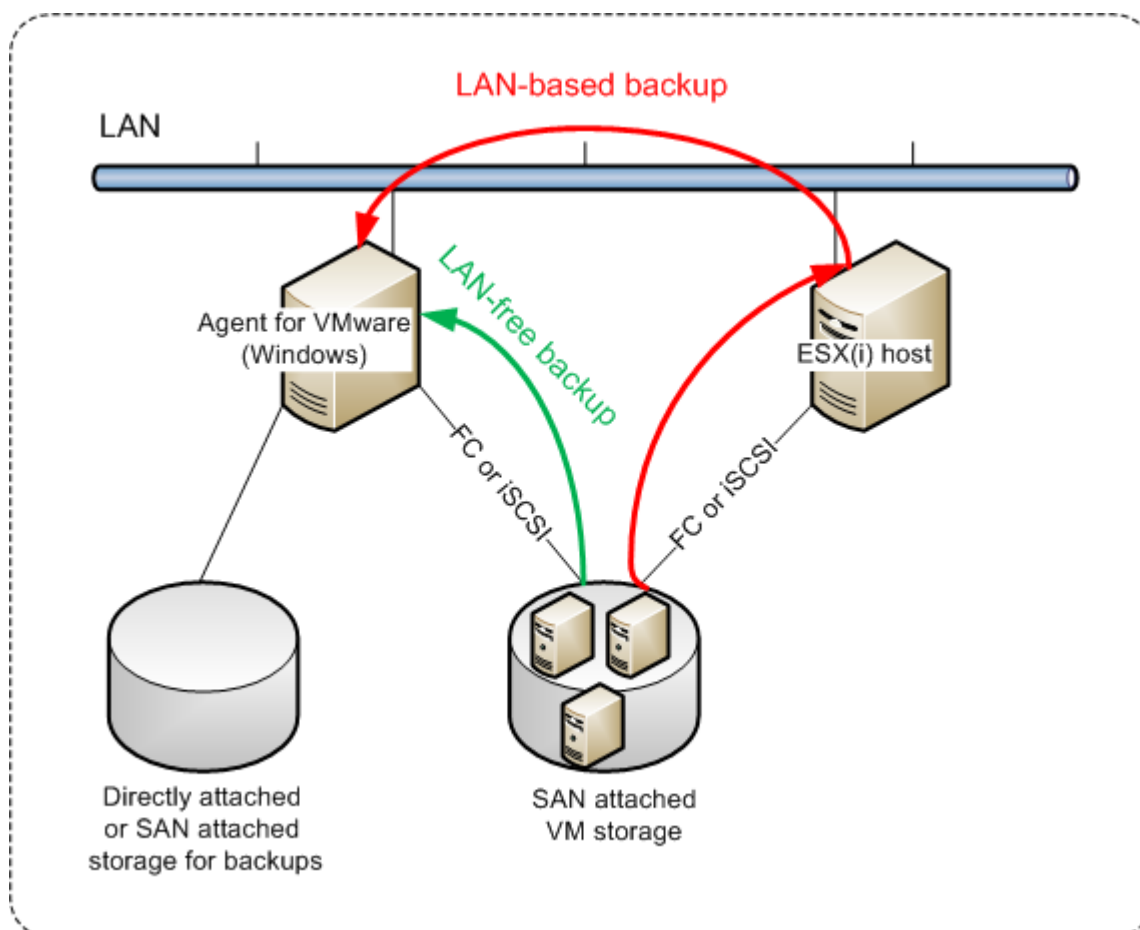 LAN-based backup
LAN
LAN-free backup
Agent for VMware
(Windows)
ESX(i) host
FC or iSCSI
FC or iSCSI
Directly attached
or SAN attached
storage for backups
SAN attached
VM storage